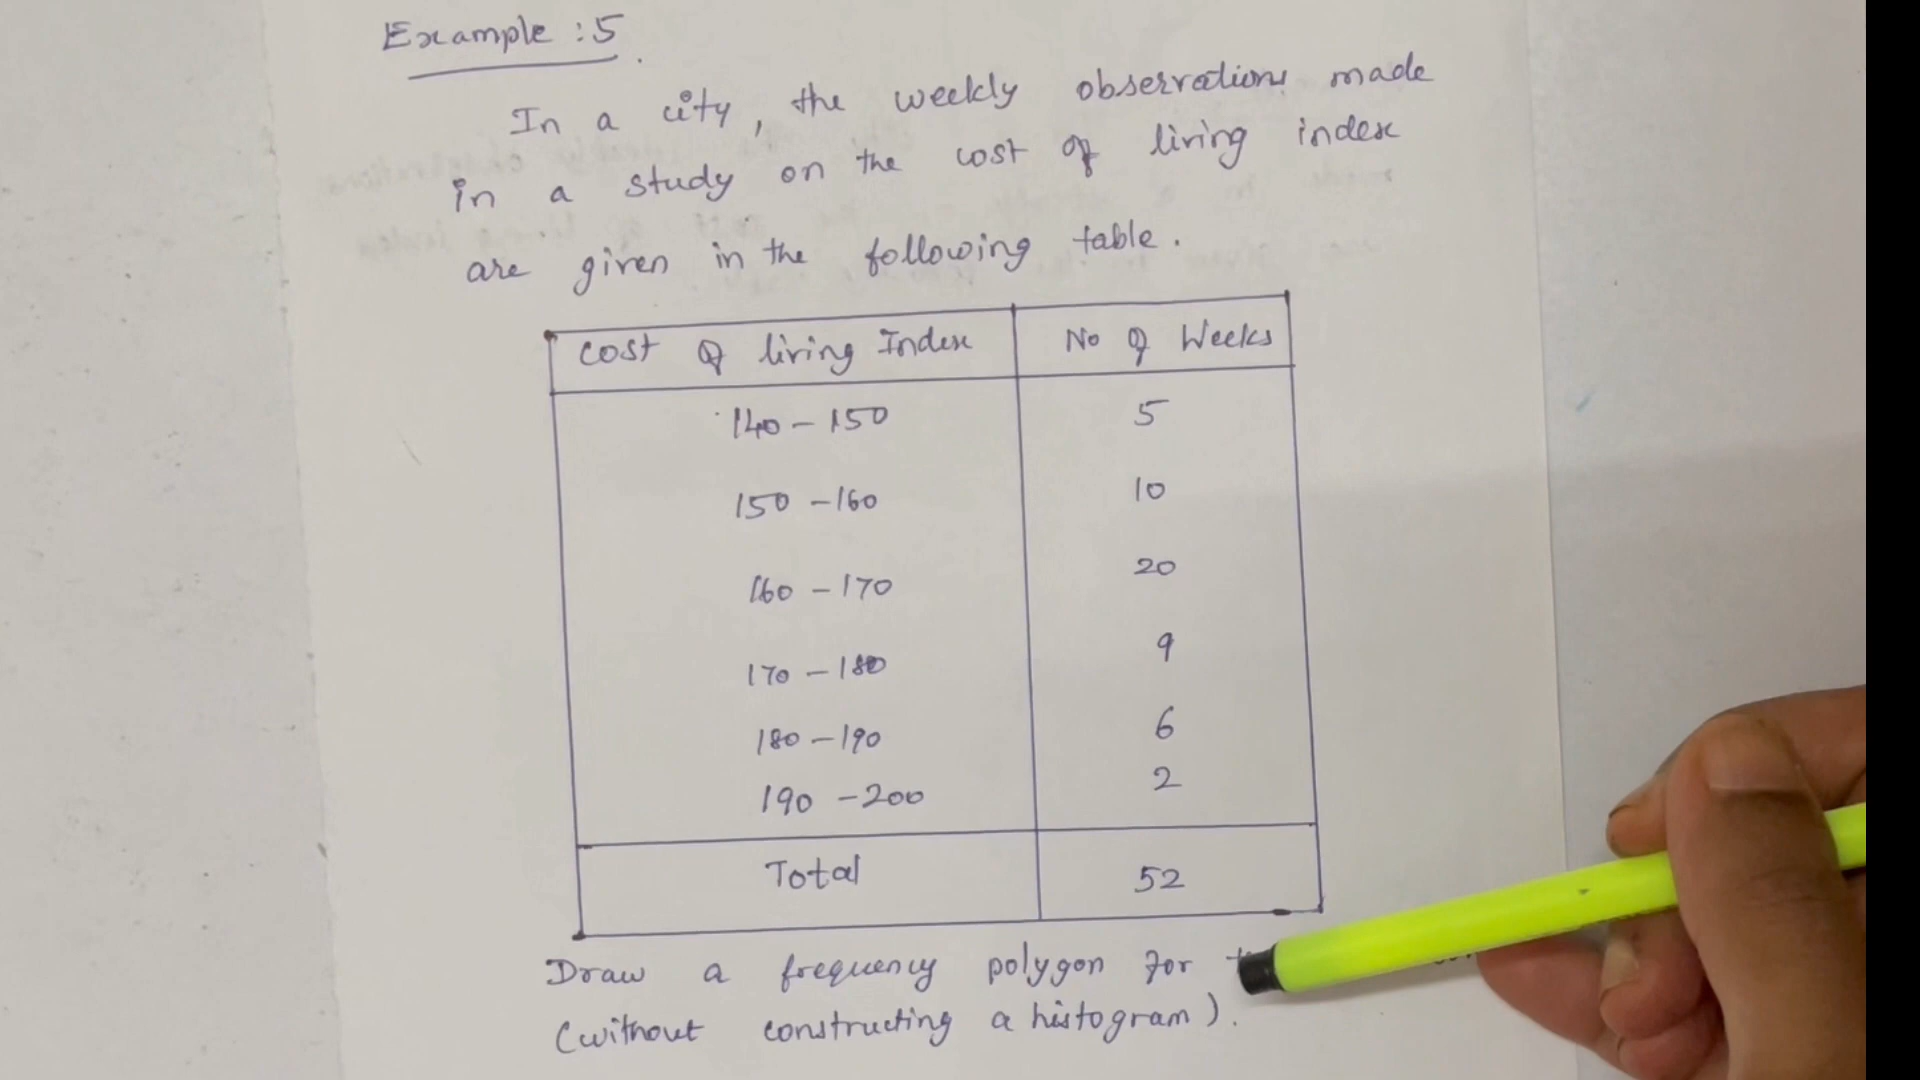 Example : 5
In a city, the weekly observations made
in a study on the cost of living index
are given in the following table.
Cost of living Index No of Weeks
140 - 150 5
150 - 160 10
160 - 170 20
170 - 180 9
180 - 190 6
190 - 200 2
Total 52
Draw a frequency polygon for
(without constructing a histogram).